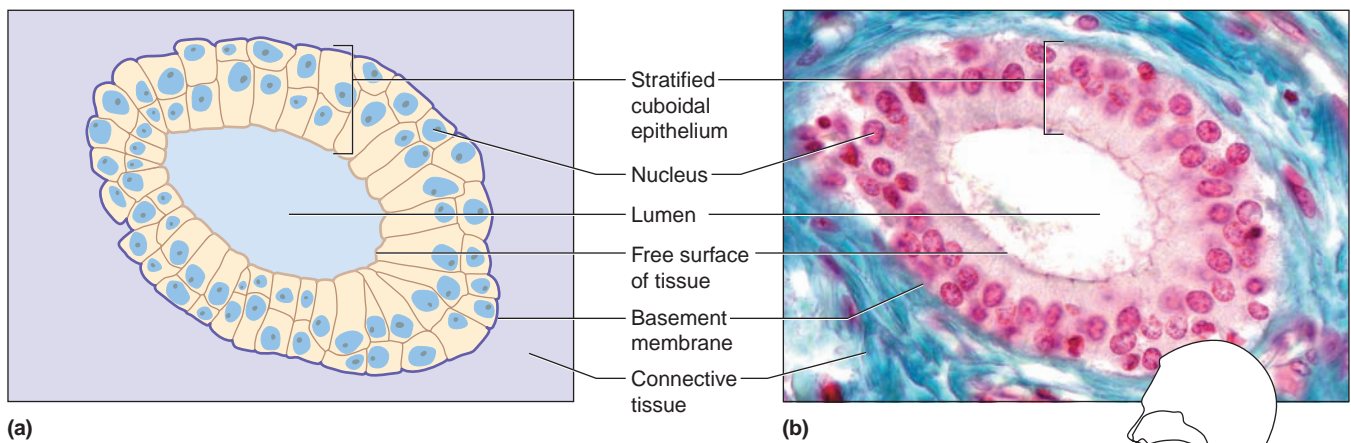 Stratified
cuboidal
epithelium
Nucleus
Lumen
Free surface
of tissue
Basement
membrane
Connective
tissue
(a)
(b)